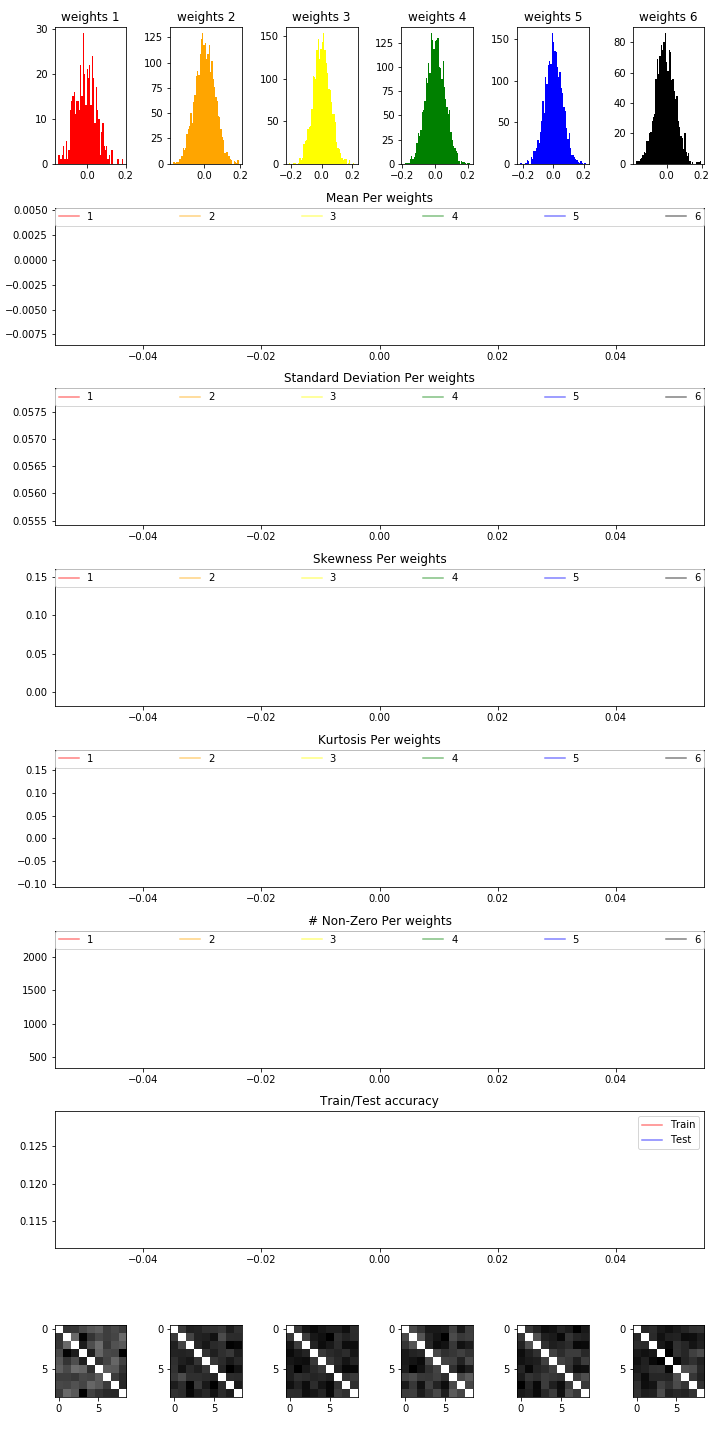 weights 1 weights 2 weights 3 weights 4 weights 5 weights 6
30 20 10 0 0.0 0.2
125 100 75 50 25 0 0.0 0.2
150 100 50 0 −0.2 0.0 0.2
125 100 75 50 25 0 0.0 0.2
150 100 50 0 −0.2 0.0 0.2
80 60 40 20 0 0.0 0.2
Mean Per weights
1 2 3 4 5 6
0.0050
0.0025
0.0000
−0.0025
−0.0050
−0.0075
−0.04 −0.02 0.00 0.02 0.04
Standard Deviation Per weights
1 2 3 4 5 6
0.0575
0.0570
0.0565
0.0560
0.0555
−0.04 −0.02 0.00 0.02 0.04
Skewness Per weights
1 2 3 4 5 6
0.15
0.10
0.05
0.00
−0.04 −0.02 0.00 0.02 0.04
Kurtosis Per weights
1 2 3 4 5 6
0.15
0.10
0.05
0.00
−0.05
−0.10
−0.04 −0.02 0.00 0.02 0.04
# Non-Zero Per weights
1 2 3 4 5 6
2000
1500
1000
500
−0.04 −0.02 0.00 0.02 0.04
Train/Test accuracy
Train
Test
0.125
0.120
0.115
−0.04 −0.02 0.00 0.02 0.04
0 0 0 0 0 0
5 5 5 5 5 5
0 5 0 5 0 5 0 5 0 5 0 5